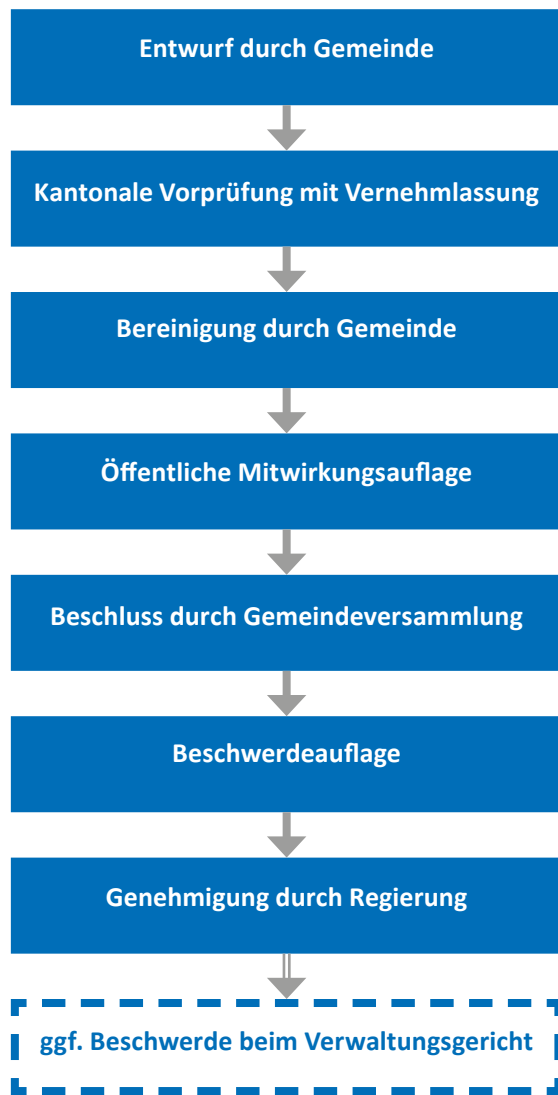 Entwurf durch Gemeinde
Kantonale Vorprüfung mit Vernehmlassung
Bereinigung durch Gemeinde
Öffentliche Mitwirkungsauflage
Beschluss durch Gemeindeversammlung
Beschwerdeauflage
Genehmigung durch Regierung
ggf. Beschwerde beim Verwaltungsgericht